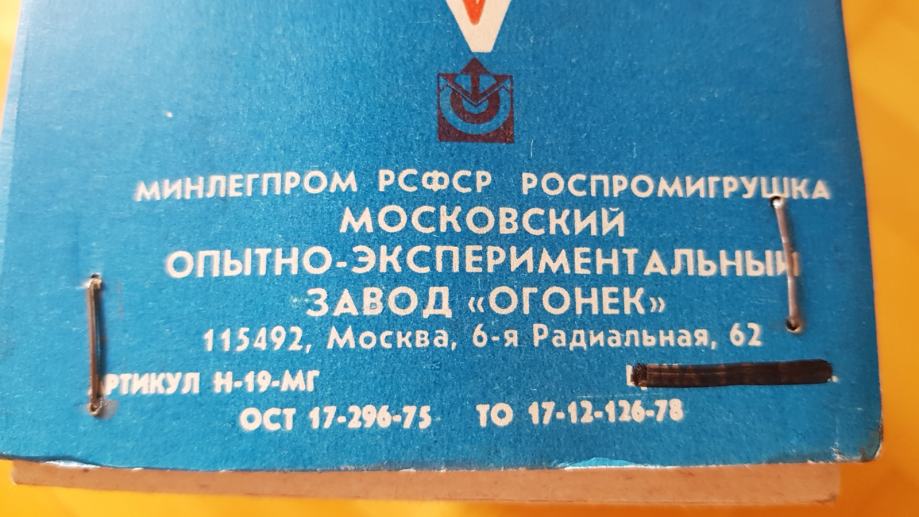 МИНЛЕГПРОМ РСФСР РОСПРОМИГРУШКА
МОСКОВСКИЙ
ОПЫТНО-ЭКСПЕРИМЕНТАЛЬНЫЙ
ЗАВОД «ОГОНЕК»
115492, Москва, 6-я Радиальная, 62
АРТИКУЛ Н-19-МГ
ОСТ 17-296-75 ТО 17-12-126-78